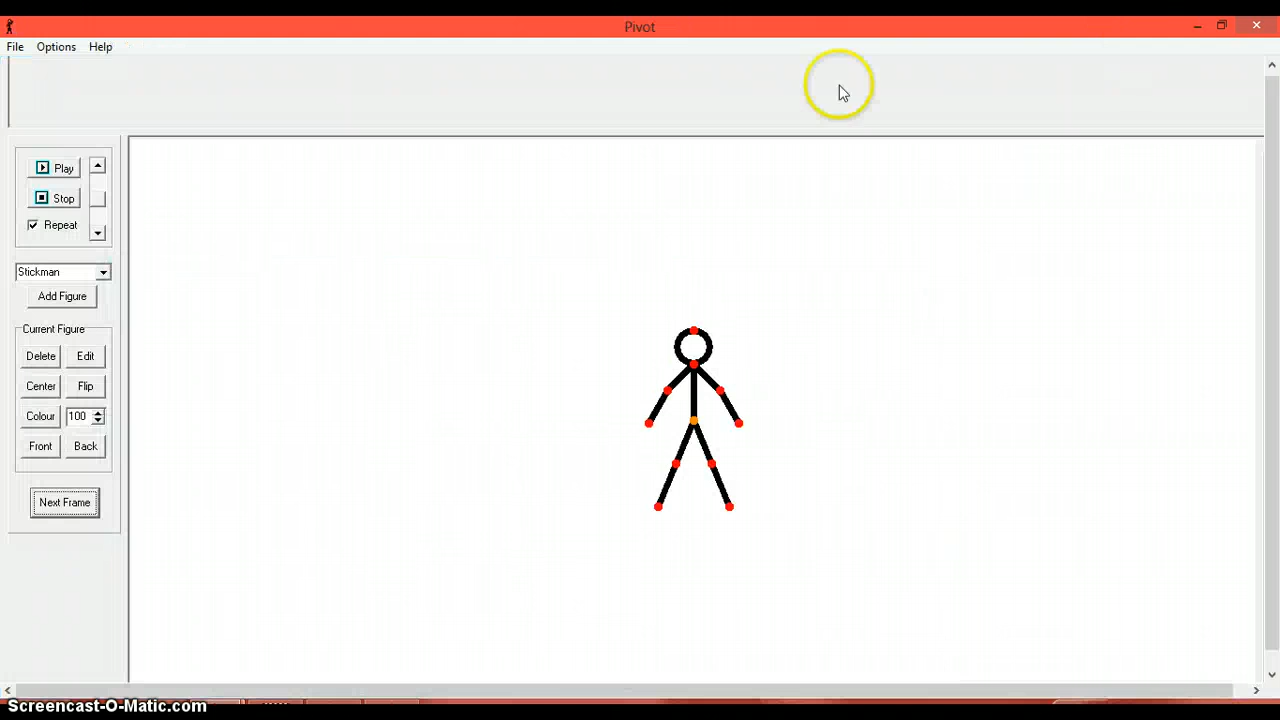 Pivot
File Options Help
Play
Stop
Repeat
Stickman
Add Figure
Current Figure
Delete Edit
Center Flip
Colour 100
Front Back
Next Frame
Screencast-O-Matic.com